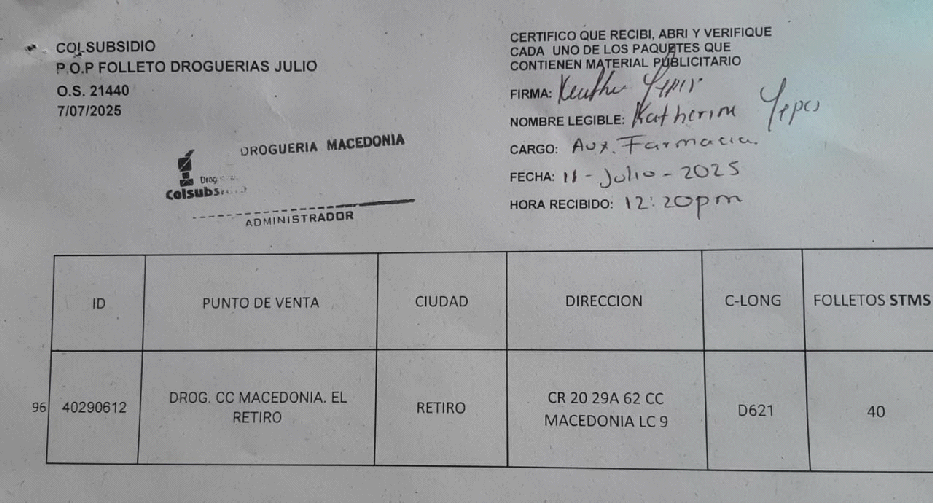 COLSUBSIDIO
P.O.P FOLLETO DROGUERIAS JULIO
O.S. 21440
7/07/2025
CERTIFICO QUE RECIBI, ABRI Y VERIFIQUE
CADA UNO DE LOS PAQUETES QUE
CONTIENEN MATERIAL PUBLICITARIO
FIRMA:
NOMBRE LEGIBLE: Katherine Yepes
CARGO: Aux. Farmacia.
FECHA: 11-Julio-2025
HORA RECIBIDO: 12:20pm
DROGUERIA MACEDONIA
Drog
Colsubs
ADMINISTRADOR
ID PUNTO DE VENTA CIUDAD DIRECCION C-LONG FOLLETOS STMS
96 40290612 DROG. CC MACEDONIA. EL RETIRO RETIRO CR 20 29A 62 CC MACEDONIA LC 9 D621 40